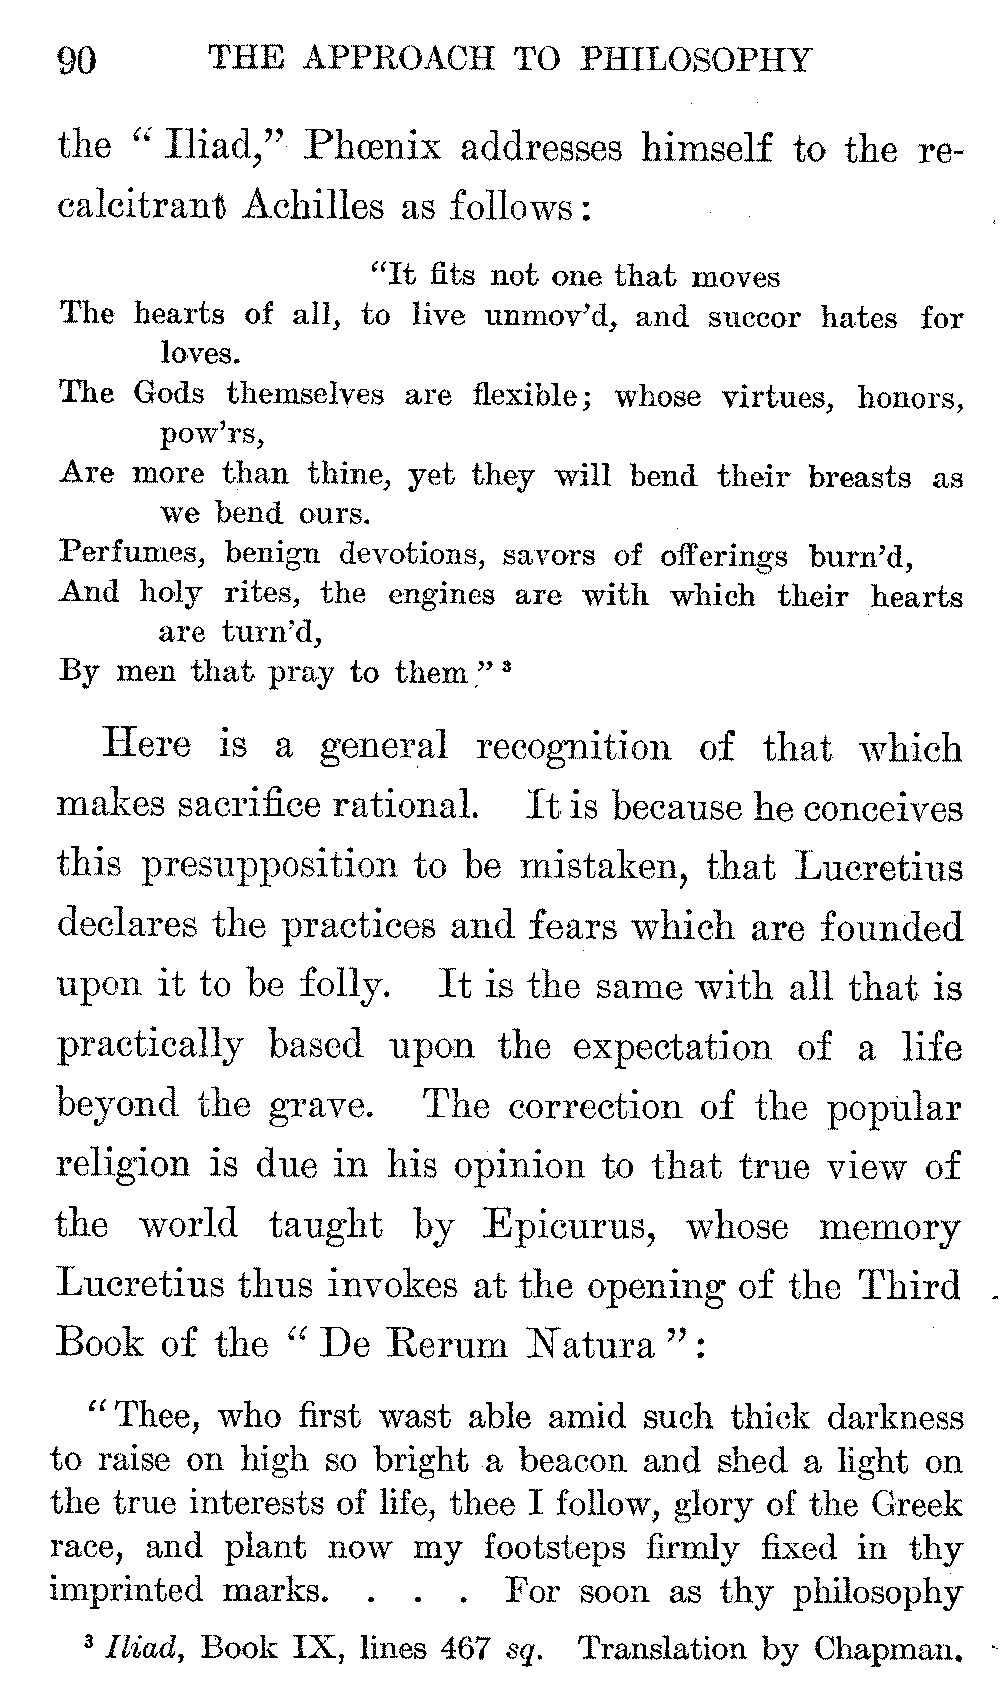 90 THE APPROACH TO PHILOSOPHY
the “ Iliad,” Phœnix addresses himself to the re-
calcitrant Achilles as follows:
“It fits not one that moves
The hearts of all, to live unmov’d, and succor hates for
loves.
The Gods themselves are flexible; whose virtues, honors,
pow’rs,
Are more than thine, yet they will bend their breasts as
we bend ours.
Perfumes, benign devotions, savors of offerings burn’d,
And holy rites, the engines are with which their hearts
are turn’d,
By men that pray to them.” ³
Here is a general recognition of that which
makes sacrifice rational. It is because he conceives
this presupposition to be mistaken, that Lucretius
declares the practices and fears which are founded
upon it to be folly. It is the same with all that is
practically based upon the expectation of a life
beyond the grave. The correction of the popular
religion is due in his opinion to that true view of
the world taught by Epicurus, whose memory
Lucretius thus invokes at the opening of the Third
Book of the “ De Rerum Natura ”:
“Thee, who first wast able amid such thick darkness
to raise on high so bright a beacon and shed a light on
the true interests of life, thee I follow, glory of the Greek
race, and plant now my footsteps firmly fixed in thy
imprinted marks. . . . For soon as thy philosophy
³ Iliad, Book IX, lines 467 sq. Translation by Chapman.